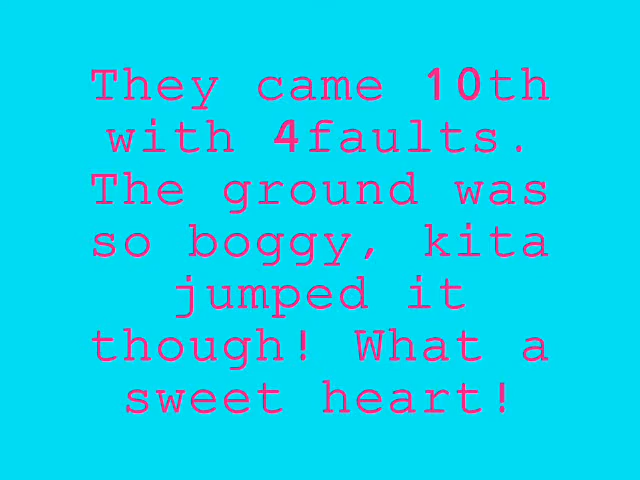 They came 10th
with 4faults.
The ground was
so boggy, kita
jumped it
though! What a
sweet heart!